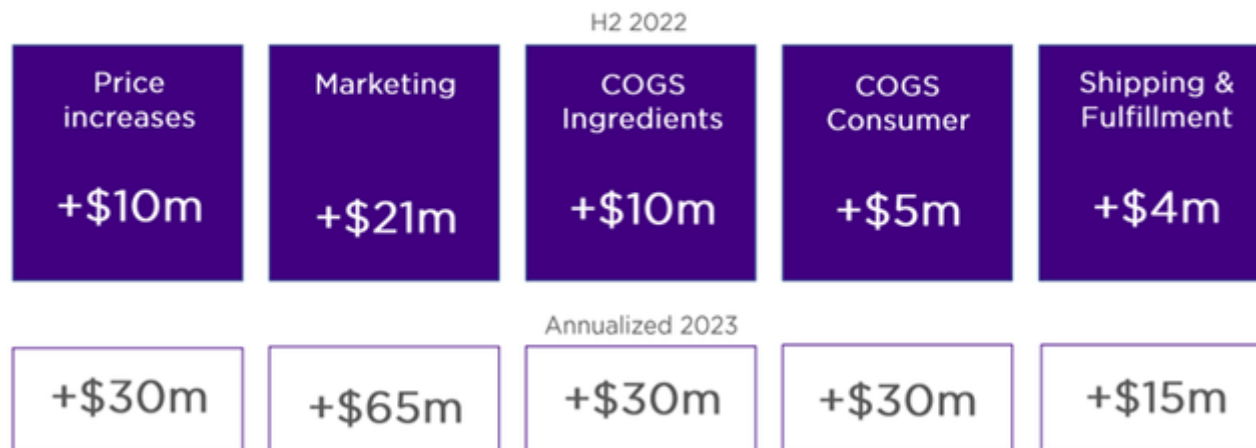 H2 2022
Price
increases
+$10m
Marketing
+$21m
COGS
Ingredients
+$10m
COGS
Consumer
+$5m
Shipping &
Fulfillment
+$4m
Annualized 2023
+$30m
+$65m
+$30m
+$30m
+$15m